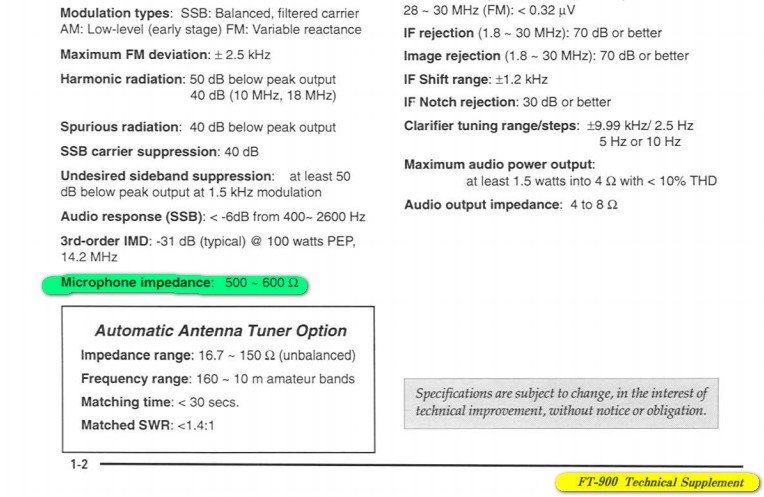 Modulation types: SSB: Balanced, filtered carrier
AM: Low-level (early stage) FM: Variable reactance
Maximum FM deviation: ± 2.5 kHz
Harmonic radiation: 50 dB below peak output
40 dB (10 MHz, 18 MHz)
Spurious radiation: 40 dB below peak output
SSB carrier suppression: 40 dB
Undesired sideband suppression: at least 50
dB below peak output at 1.5 kHz modulation
Audio response (SSB): < -6dB from 400~ 2600 Hz
3rd-order IMD: -31 dB (typical) @ 100 watts PEP,
14.2 MHz
Microphone impedance: 500 ~ 600 Ω
Automatic Antenna Tuner Option
Impedance range: 16.7 ~ 150 Ω (unbalanced)
Frequency range: 160 ~ 10 m amateur bands
Matching time: < 30 secs.
Matched SWR: <1.4:1
28 ~ 30 MHz (FM): < 0.32 µV
IF rejection (1.8 ~ 30 MHz): 70 dB or better
Image rejection (1.8 ~ 30 MHz): 70 dB or better
IF Shift range: ±1.2 kHz
IF Notch rejection: 30 dB or better
Clarifier tuning range/steps: ±9.99 kHz/ 2.5 Hz
5 Hz or 10 Hz
Maximum audio power output:
at least 1.5 watts into 4 Ω with < 10% THD
Audio output impedance: 4 to 8 Ω
Specifications are subject to change, in the interest of
technical improvement, without notice or obligation.
1-2
FT-900 Technical Supplement